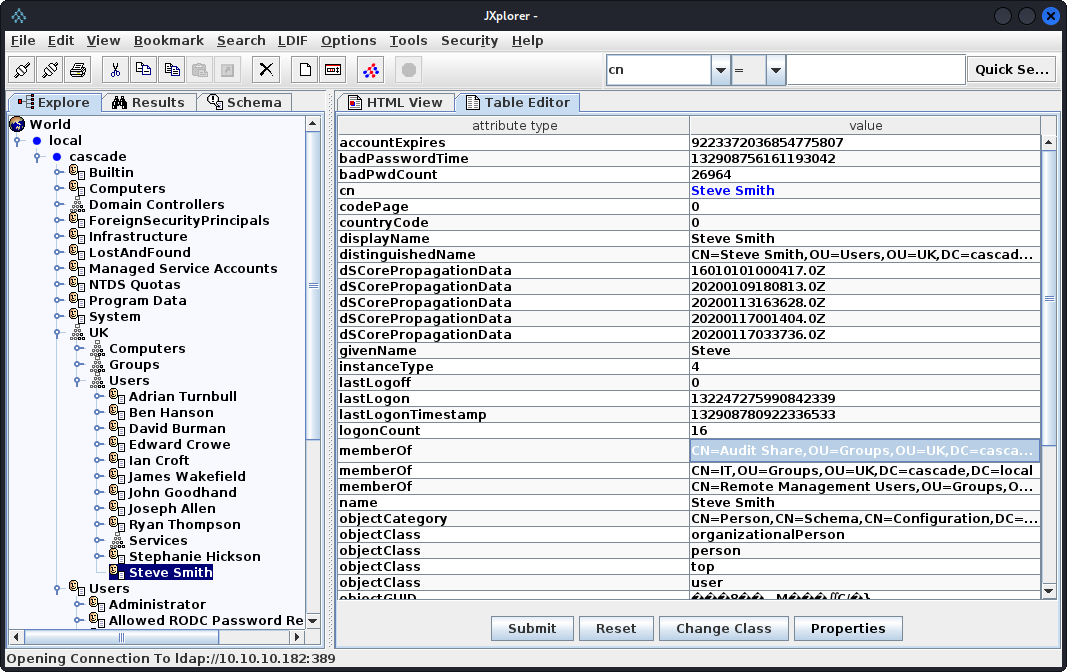 JXplorer -
File Edit View Bookmark Search LDIF Options Tools Security Help
cn = Quick Se...
Explore Results Schema
HTML View Table Editor
World
local
cascade
Builtin
Computers
Domain Controllers
ForeignSecurityPrincipals
Infrastructure
LostAndFound
Managed Service Accounts
NTDS Quotas
Program Data
System
UK
Computers
Groups
Users
Adrian Turnbull
Ben Hanson
David Burman
Edward Crowe
Ian Croft
James Wakefield
John Goodhand
Joseph Allen
Ryan Thompson
Services
Stephanie Hickson
Steve Smith
Users
Administrator
Allowed RODC Password Re
attribute type value
accountExpires 9223372036854775807
badPasswordTime 132908756161193042
badPwdCount 26964
cn Steve Smith
codePage 0
countryCode 0
displayName Steve Smith
distinguishedName CN=Steve Smith,OU=Users,OU=UK,DC=cascad...
dSCorePropagationData 16010101000417.0Z
dSCorePropagationData 20200109180813.0Z
dSCorePropagationData 20200113163628.0Z
dSCorePropagationData 20200117001404.0Z
dSCorePropagationData 20200117033736.0Z
givenName Steve
instanceType 4
lastLogoff 0
lastLogon 132247275990842339
lastLogonTimestamp 132908780922336533
logonCount 16
memberOf CN=Audit Share,OU=Groups,OU=UK,DC=casca...
memberOf CN=IT,OU=Groups,OU=UK,DC=cascade,DC=local
memberOf CN=Remote Management Users,OU=Groups,O...
name Steve Smith
objectCategory CN=Person,CN=Schema,CN=Configuration,DC=...
objectClass organizationalPerson
objectClass person
objectClass top
objectClass user
objectGUID
Submit Reset Change Class Properties
Opening Connection To ldap://10.10.10.182:389